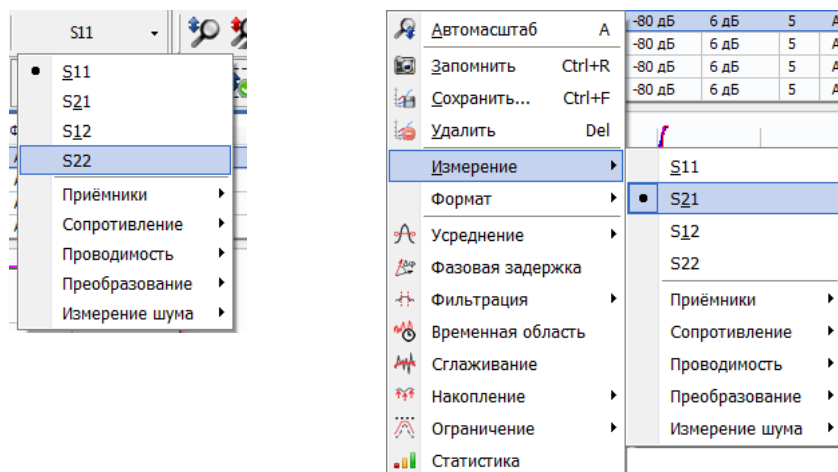 S11
S11
S21
S12
S22
Приёмники
Сопротивление
Проводимость
Преобразование
Измерение шума
Автомасштаб A
Запомнить Ctrl+R
Сохранить... Ctrl+F
Удалить Del
Измерение
Формат
Усреднение
Фазовая задержка
Фильтрация
Временная область
Сглаживание
Накопление
Ограничение
Статистика
-80 дБ 6 дБ 5
-80 дБ 6 дБ 5
-80 дБ 6 дБ 5
-80 дБ 6 дБ 5
S11
S21
S12
S22
Приёмники
Сопротивление
Проводимость
Преобразование
Измерение шума